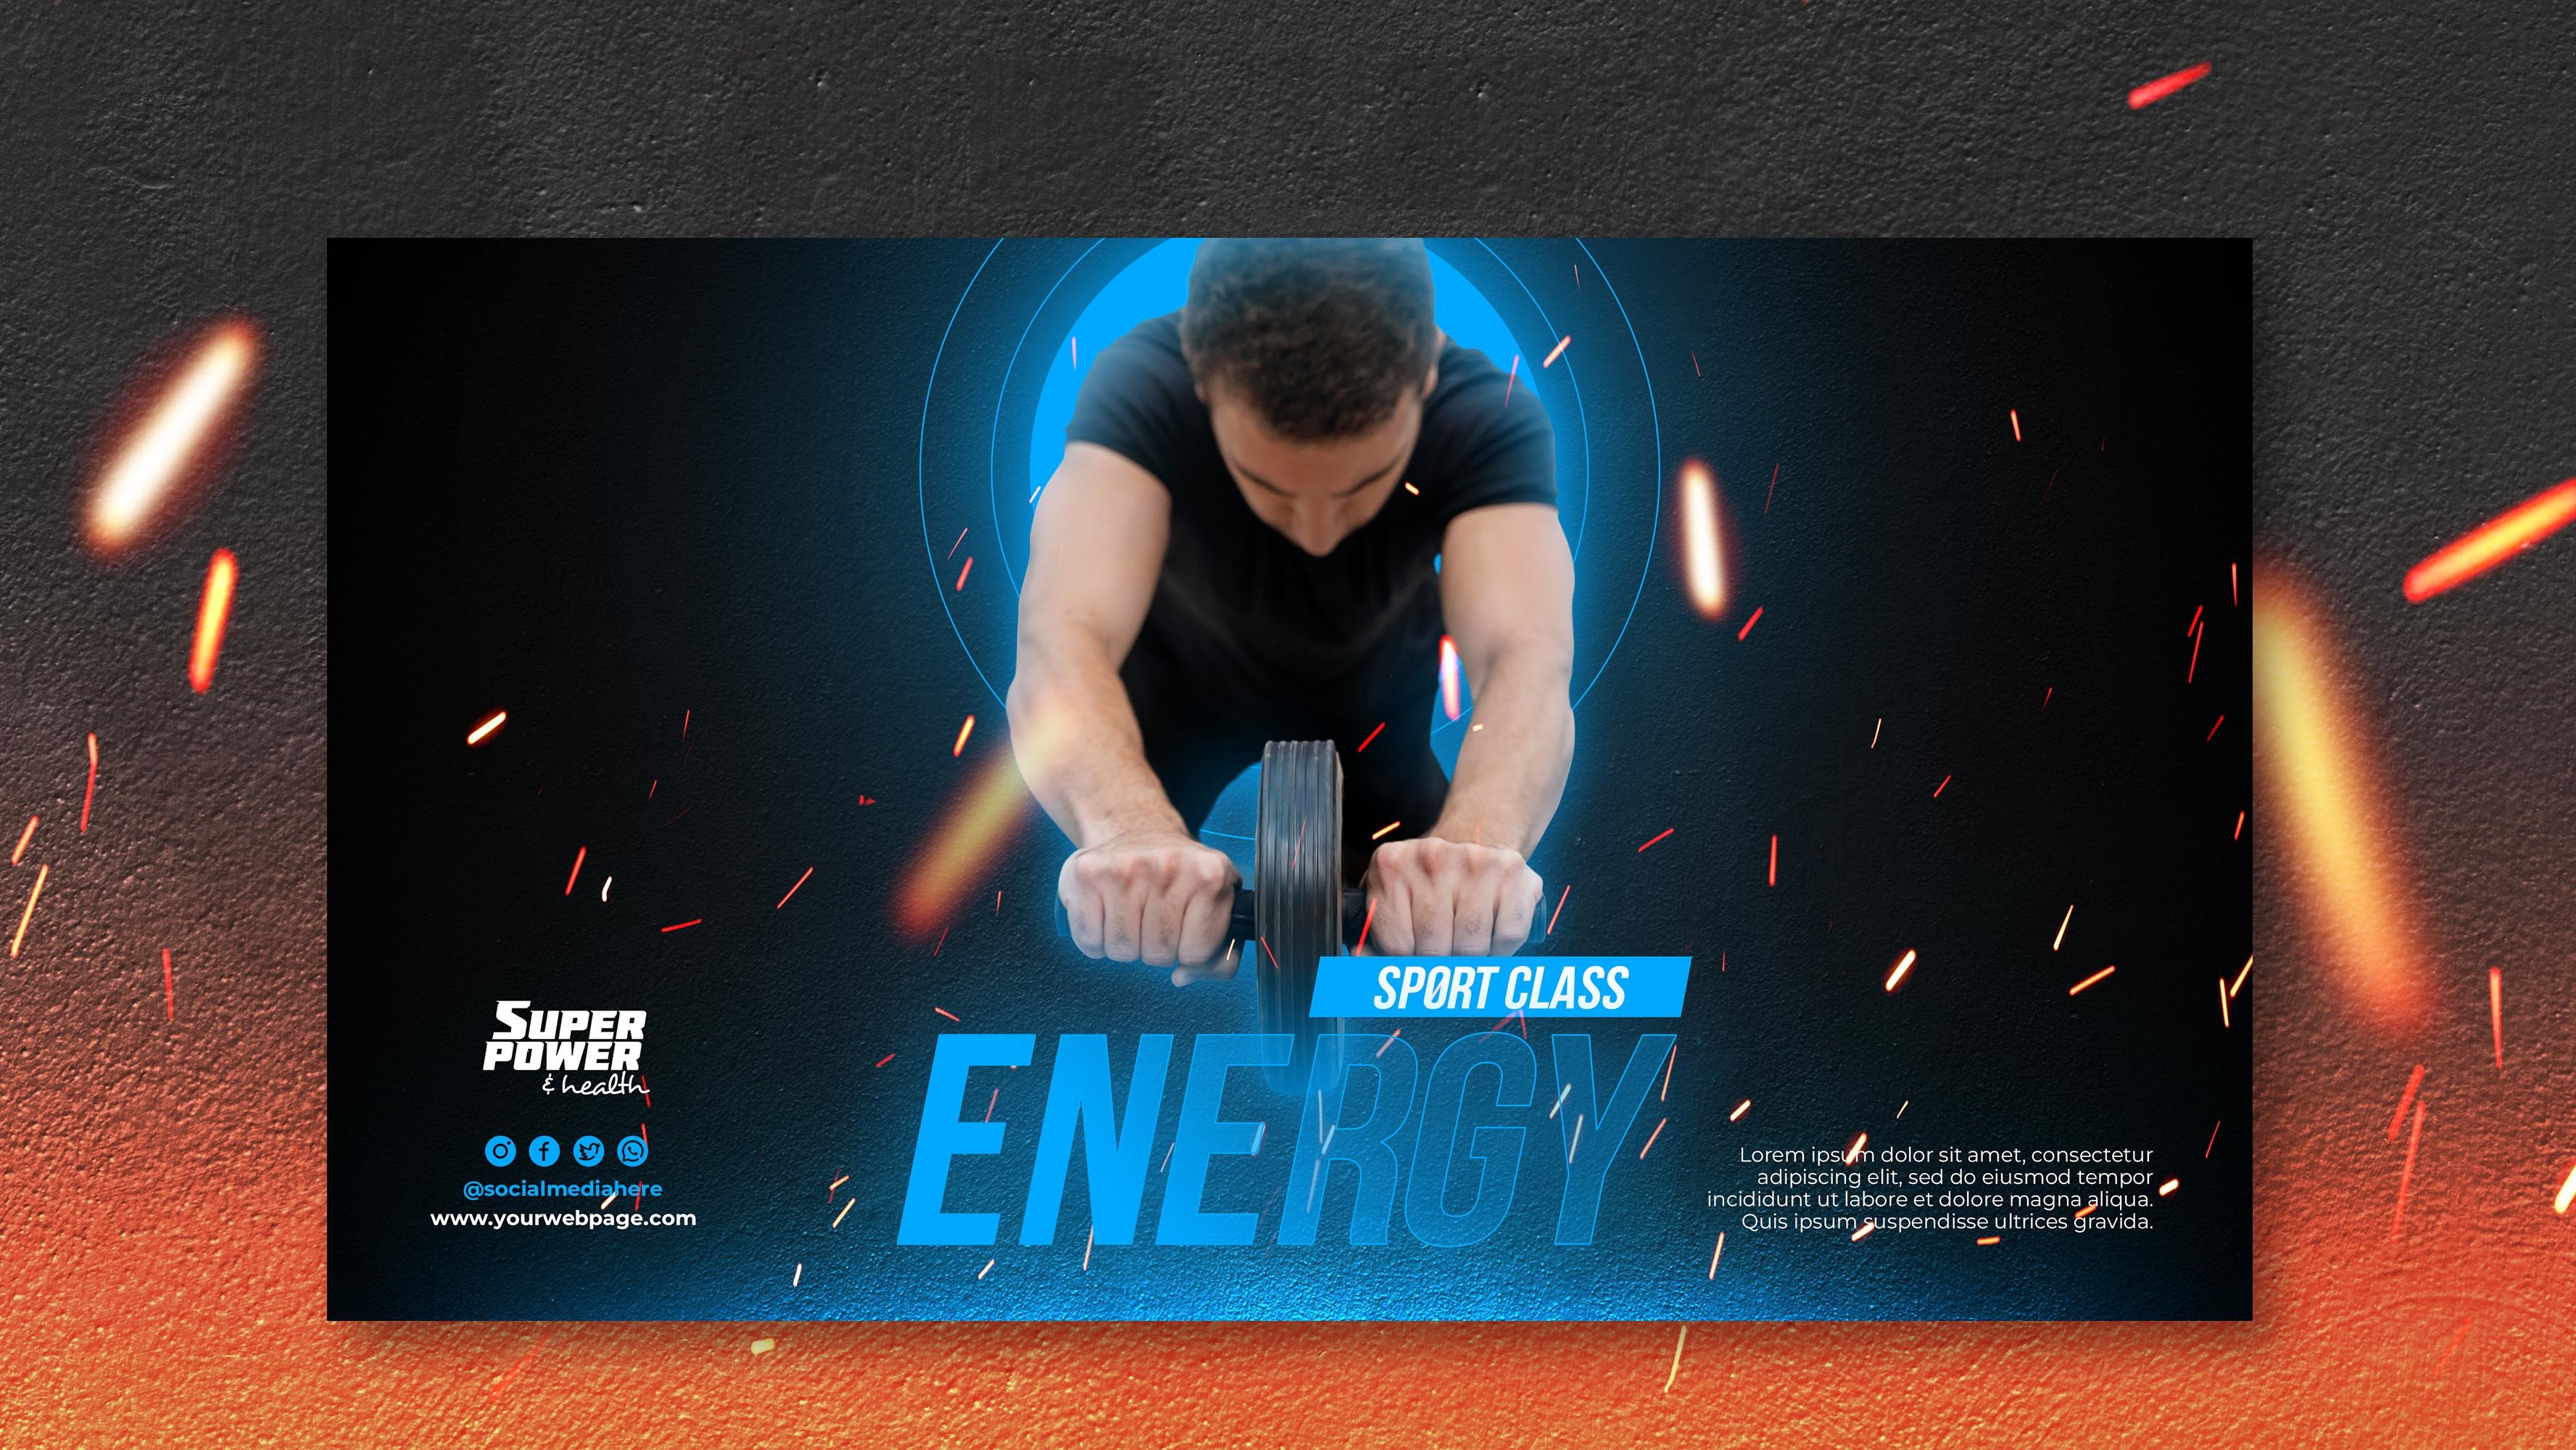 SPØRT CLASS
ENERGY
SUPER
POWER
& health
@socialmediahere
www.yourwebpage.com
Lorem ipsum dolor sit amet, consectetur
adipiscing elit, sed do eiusmod tempor
incididunt ut labore et dolore magna aliqua.
Quis ipsum suspendisse ultrices gravida.